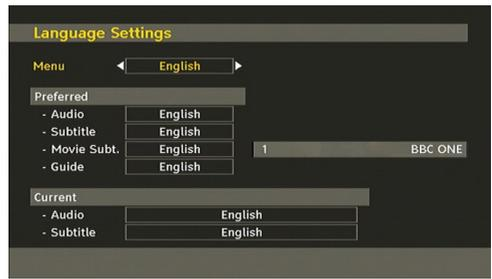 Language Settings
Menu English
Preferred
- Audio English
- Subtitle English
- Movie Subt. English
1 BBC ONE
- Guide English
Current
- Audio English
- Subtitle English